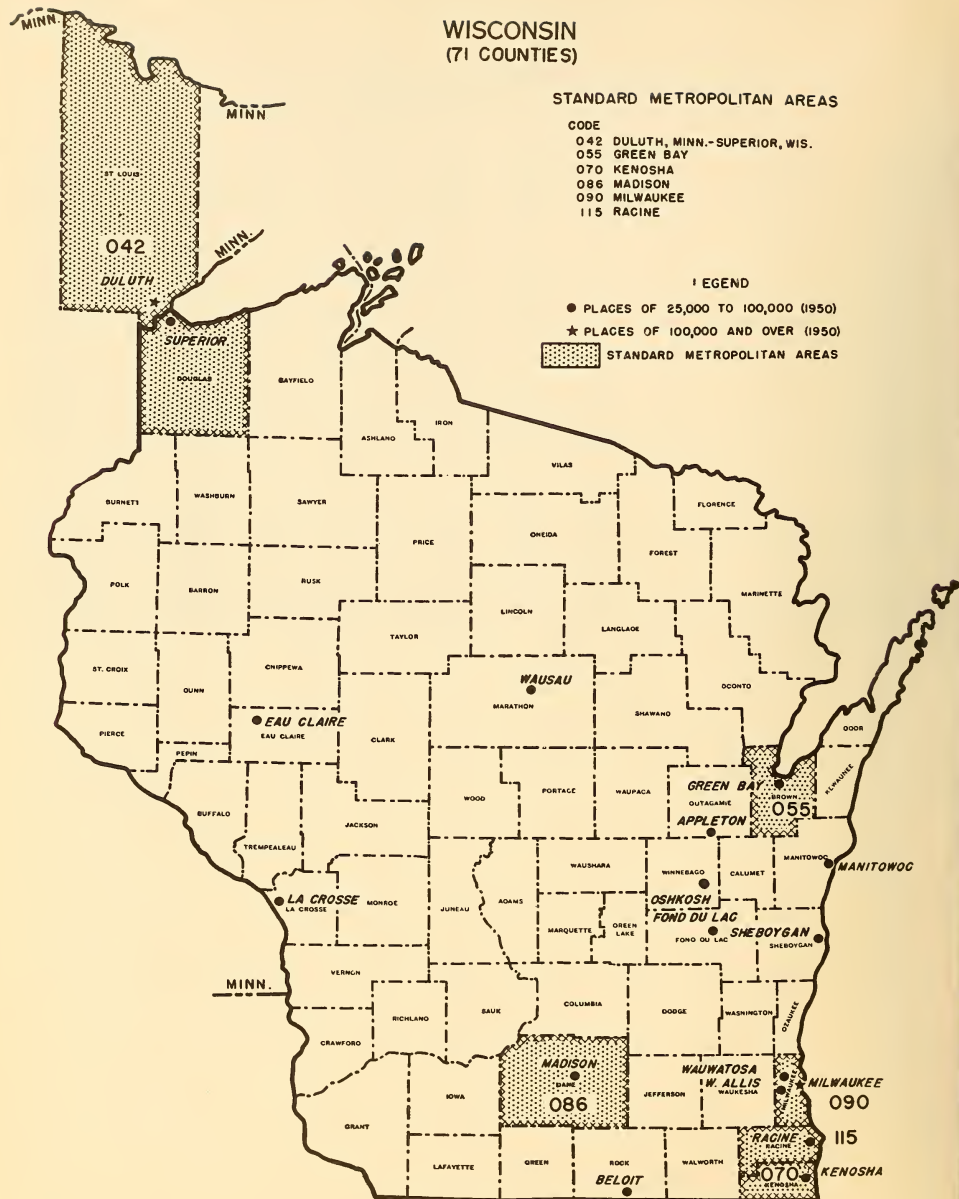 WISCONSIN
(71 COUNTIES)
STANDARD METROPOLITAN AREAS
CODE
042 DULUTH, MINN.-SUPERIOR, WIS.
055 GREEN BAY
070 KENOSHA
086 MADISON
090 MILWAUKEE
115 RACINE
LEGEND
PLACES OF 25,000 TO 100,000 (1950)
PLACES OF 100,000 AND OVER (1950)
STANDARD METROPOLITAN AREAS
MINN.
MINN
ST LOUIS
042
MINN.
DULUTH
SUPERIOR
DOUGLAS
BAYFIELD
ASHLAND
IRON
VILAS
BURNETT
WASHBURN
SAWYER
PRICE
ONEIDA
FOREST
FLORENCE
POLK
BARRON
RUSK
LINCOLN
LANGLADE
MARINETTE
TAYLOR
ST. CROIX
DUNN
CHIPPEWA
WAUSAU
MARATHON
OCONTO
SHAWANO
PIERCE
EAU CLAIRE
EAU CLAIRE
CLARK
DOOR
PEPIN
WOOD
PORTAGE
WAUPACA
GREEN BAY
BROWN
KEWAUNEE
OUTAGAMIE
055
APPLETON
BUFFALO
TREMPEALEAU
JACKSON
WAUSHARA
WINNEBAGO
CALUMET
MANITOWOC
MANITOWOC
LA CROSSE
LA CROSSE
MONROE
JUNEAU
ADAMS
MARQUETTE
GREEN
LAKE
OSHKOSH
FOND DU LAC
FOND DU LAC
SHEBOYGAN
SHEBOYGAN
VERNON
MINN.
RICHLAND
SAUK
COLUMBIA
DODGE
WASHINGTON
OZAUKEE
CRAWFORD
MADISON
DANE
086
JEFFERSON
WAUWATOSA
W. ALLIS
WAUKESHA
MILWAUKEE
MILWAUKEE
090
GRANT
IOWA
RACINE
RACINE
115
LAFAYETTE
GREEN
ROCK
BELOIT
WALWORTH
070
KENOSHA
KENOSHA